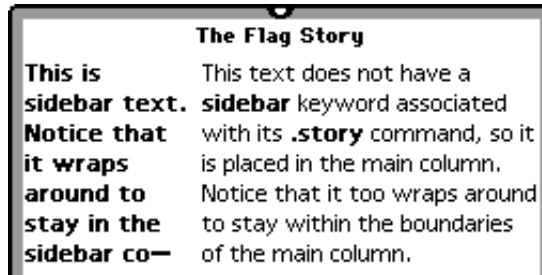 The Flag Story
This is
sidebar text.
Notice that
it wraps
around to
stay in the
sidebar co—
This text does not have a
sidebar keyword associated
with its .story command, so it
is placed in the main column.
Notice that it too wraps around
to stay within the boundaries
of the main column.